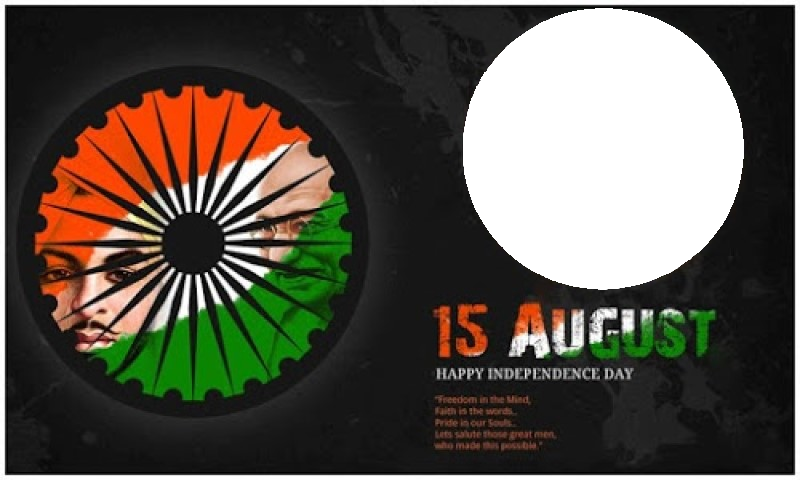 15 AUGUST
HAPPY INDEPENDENCE DAY
"Freedom in the Mind,
Faith in the words..
Pride in our Souls..
Lets salute those great men,
who made this possible."